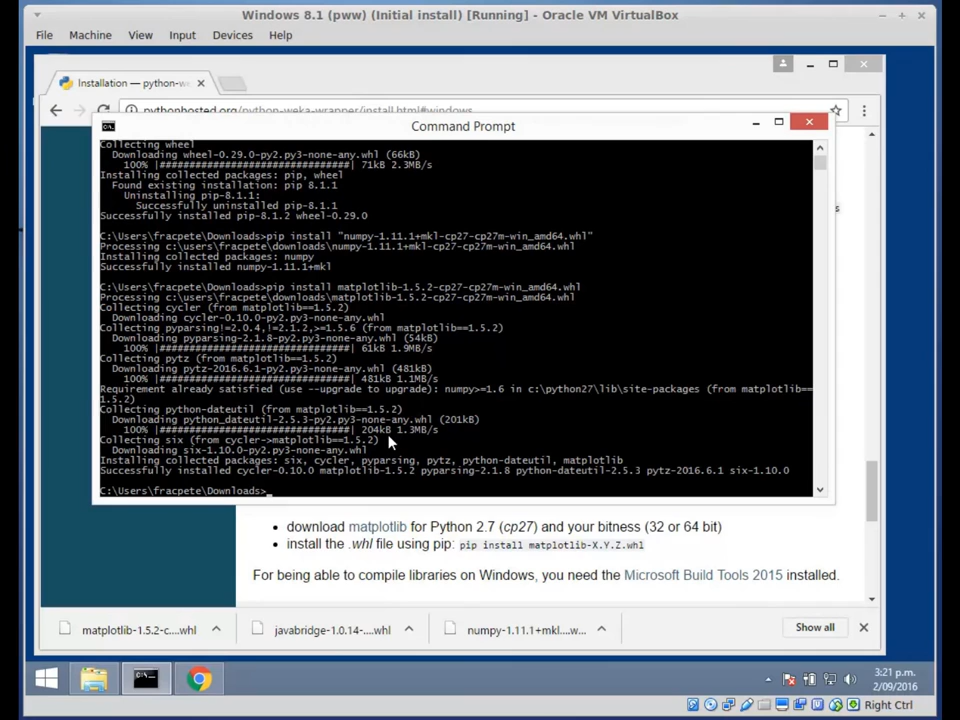 Windows 8.1 (pww) (Initial install) [Running] - Oracle VM VirtualBox
File Machine View Input Devices Help
Installation — python-we
pythonhosted.org/python-weka-wrapper/install.html#windows
Command Prompt
Collecting wheel
Downloading wheel-0.29.0-py2.py3-none-any.whl (66kB)
100% |################################| 71kB 2.3MB/s
Installing collected packages: pip, wheel
Found existing installation: pip 8.1.1
Uninstalling pip-8.1.1:
Successfully uninstalled pip-8.1.1
Successfully installed pip-8.1.2 wheel-0.29.0
C:\Users\fracpete\Downloads>pip install "numpy-1.11.1+mkl-cp27-cp27m-win_amd64.whl"
Processing c:\users\fracpete\downloads\numpy-1.11.1+mkl-cp27-cp27m-win_amd64.whl
Installing collected packages: numpy
Successfully installed numpy-1.11.1+mkl
C:\Users\fracpete\Downloads>pip install matplotlib-1.5.2-cp27-cp27m-win_amd64.whl
Processing c:\users\fracpete\downloads\matplotlib-1.5.2-cp27-cp27m-win_amd64.whl
Collecting cycler (from matplotlib==1.5.2)
Downloading cycler-0.10.0-py2.py3-none-any.whl
Collecting pyparsing!=2.0.4,!=2.1.2,>=1.5.6 (from matplotlib==1.5.2)
Downloading pyparsing-2.1.8-py2.py3-none-any.whl (54kB)
100% |################################| 61kB 1.9MB/s
Collecting pytz (from matplotlib==1.5.2)
Downloading pytz-2016.6.1-py2.py3-none-any.whl (481kB)
100% |################################| 481kB 1.1MB/s
Requirement already satisfied (use --upgrade to upgrade): numpy>=1.6 in c:\python27\lib\site-packages (from matplotlib==
1.5.2)
Collecting python-dateutil (from matplotlib==1.5.2)
Downloading python_dateutil-2.5.3-py2.py3-none-any.whl (201kB)
100% |################################| 204kB 1.3MB/s
Collecting six (from cycler->matplotlib==1.5.2)
Downloading six-1.10.0-py2.py3-none-any.whl
Installing collected packages: six, cycler, pyparsing, pytz, python-dateutil, matplotlib
Successfully installed cycler-0.10.0 matplotlib-1.5.2 pyparsing-2.1.8 python-dateutil-2.5.3 pytz-2016.6.1 six-1.10.0
C:\Users\fracpete\Downloads>_
download matplotlib for Python 2.7 (cp27) and your bitness (32 or 64 bit)
install the .whl file using pip: pip install matplotlib-X.Y.Z.whl
For being able to compile libraries on Windows, you need the Microsoft Build Tools 2015 installed.
matplotlib-1.5.2-c....whl javabridge-1.0.14-....whl numpy-1.11.1+mkl....w... Show all
3:21 p.m.
2/09/2016
Right Ctrl